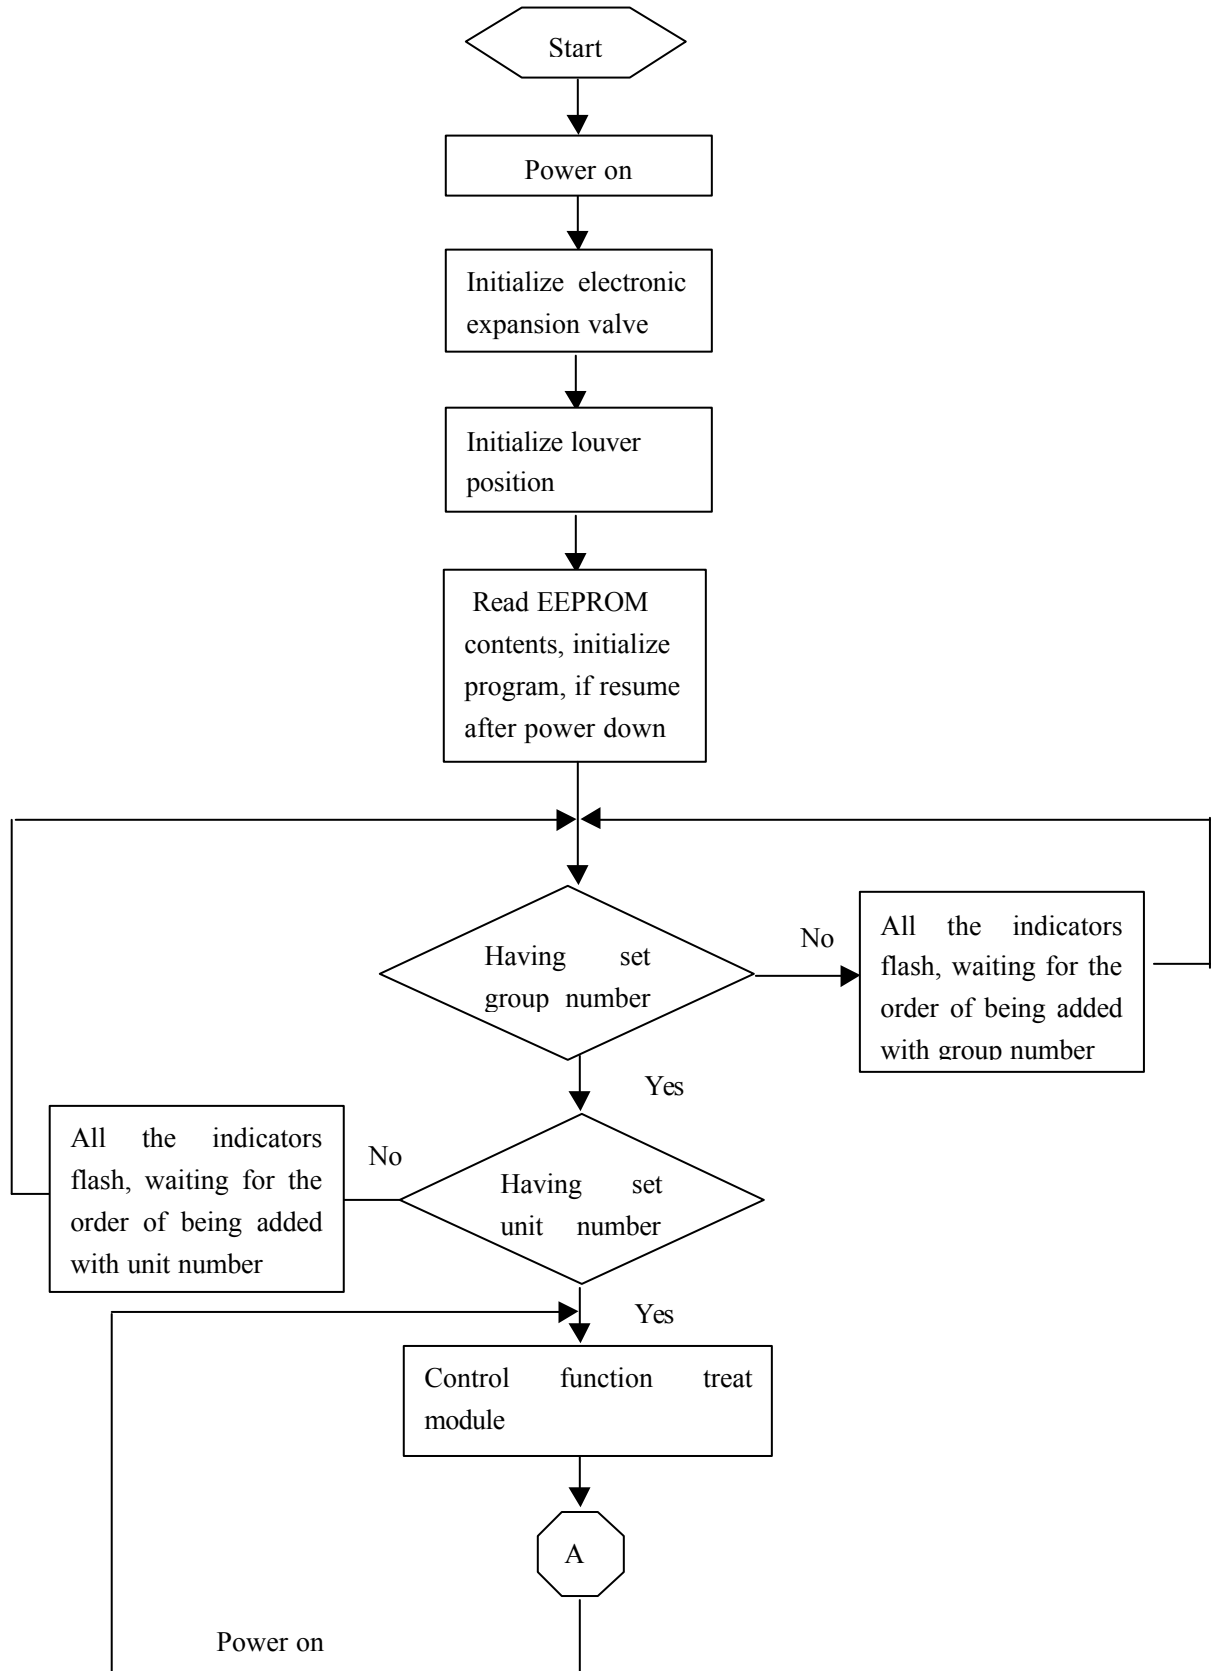 Start
Power on
Initialize electronic
expansion valve
Initialize louver
position
Read EEPROM
contents, initialize
program, if resume
after power down
Having set
group number
No
All the indicators
flash, waiting for the
order of being added
with group number
Yes
All the indicators
flash, waiting for the
order of being added
with unit number
No
Having set
unit number
Yes
Control function treat
module
A
Power on